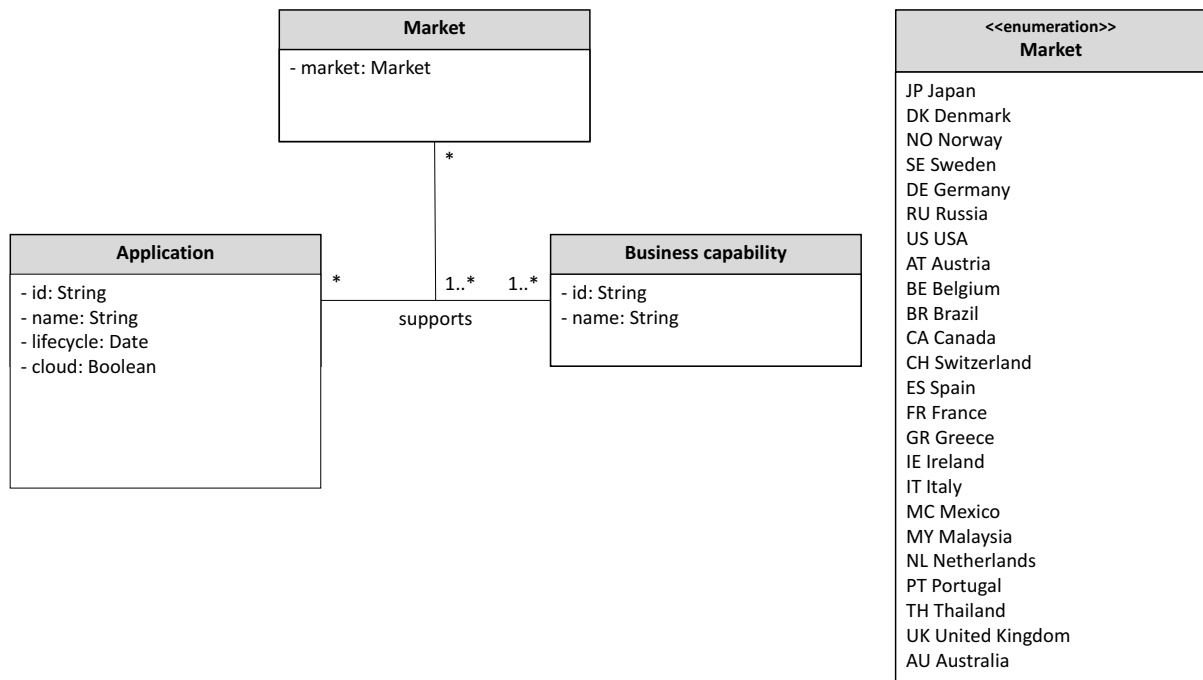 Market
- market: Market
*
Application
- id: String
- name: String
- lifecycle: Date
- cloud: Boolean
*
1..*
1..*
supports
Business capability
- id: String
- name: String
<<enumeration>>
Market
JP Japan
DK Denmark
NO Norway
SE Sweden
DE Germany
RU Russia
US USA
AT Austria
BE Belgium
BR Brazil
CA Canada
CH Switzerland
ES Spain
FR France
GR Greece
IE Ireland
IT Italy
MC Mexico
MY Malaysia
NL Netherlands
PT Portugal
TH Thailand
UK United Kingdom
AU Australia